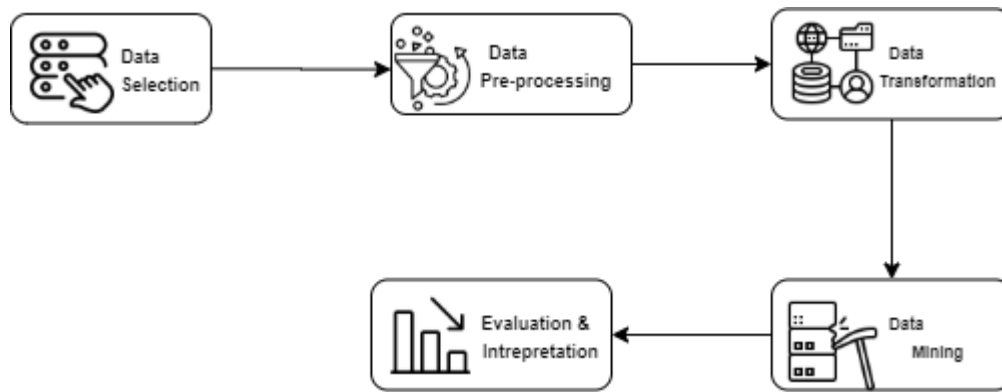 Data
Selection
Data
Pre-processing
Data
Transformation
Data
Mining
Evaluation &
Intrepretation